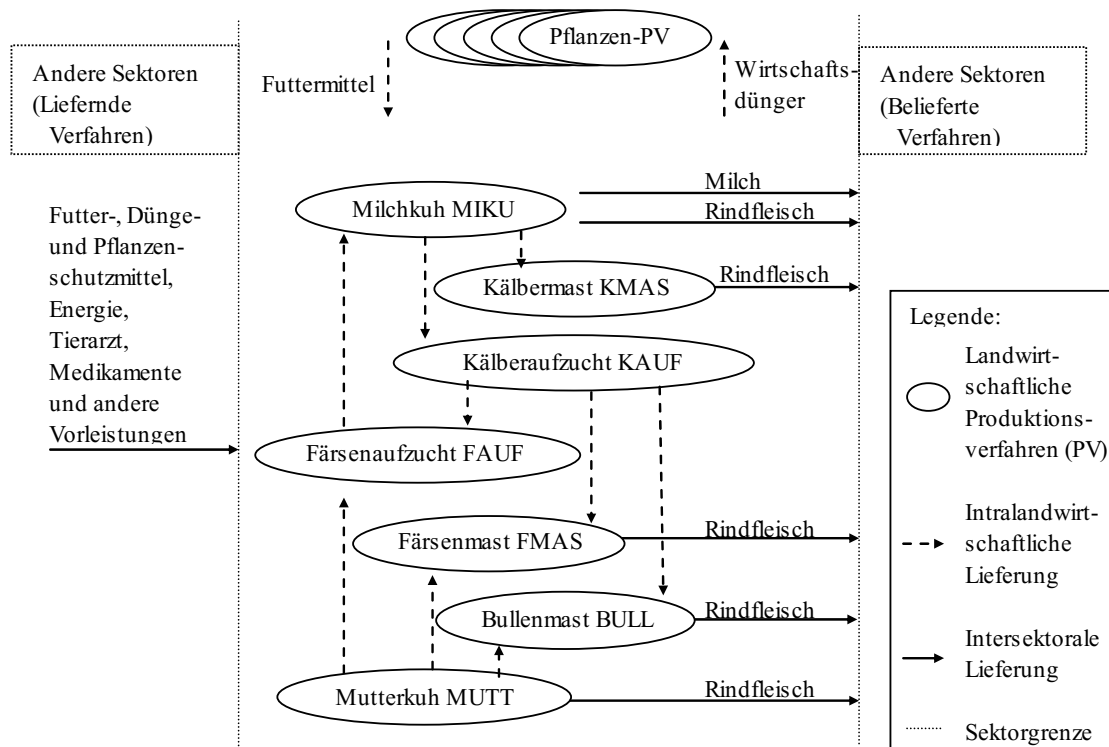 Pflanzen-PV
Andere Sektoren
(Liefernde
Verfahren)
Futtermittel
Wirtschafts-
dünger
Andere Sektoren
(Belieferte
Verfahren)
Milch
Milchkuh MIKU
Rindfleisch
Futter-, Dünge-
und Pflanzen-
schutzmittel,
Energie,
Tierarzt,
Medikamente
und andere
Vorleistungen
Kälbermast KMAS
Rindfleisch
Kälberaufzucht KAUF
Färsenaufzucht FAUF
Färsenmast FMAS
Rindfleisch
Bullenmast BULL
Rindfleisch
Mutterkuh MUTT
Rindfleisch
Legende:
Landwirt-
schaftliche
Produktions-
verfahren (PV)
Intralandwirt-
schaftliche
Lieferung
Intersektorale
Lieferung
Sektorgrenze